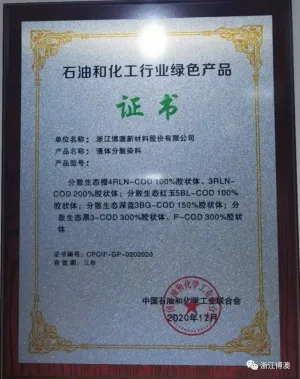 石油和化工行业绿色产品
证书
单位名称：浙江博澳新材料股份有限公司
产品名称：液体分散染料
产品型号：
分散生态橙4RLN-COD 100%胶状体、3RLN-
COD 200%胶状体；分散生态红玉5BL-COD 100%
胶状体；分散生态深蓝3BG-COD 150%胶状体；分
散生态黑3-COD 300%胶状体、P-COD 300%胶状
体
证书编号：CPCIF-GP-0802020
有效期：三年
中国石油和化学工业联合会
2020年12月
浙江博澳